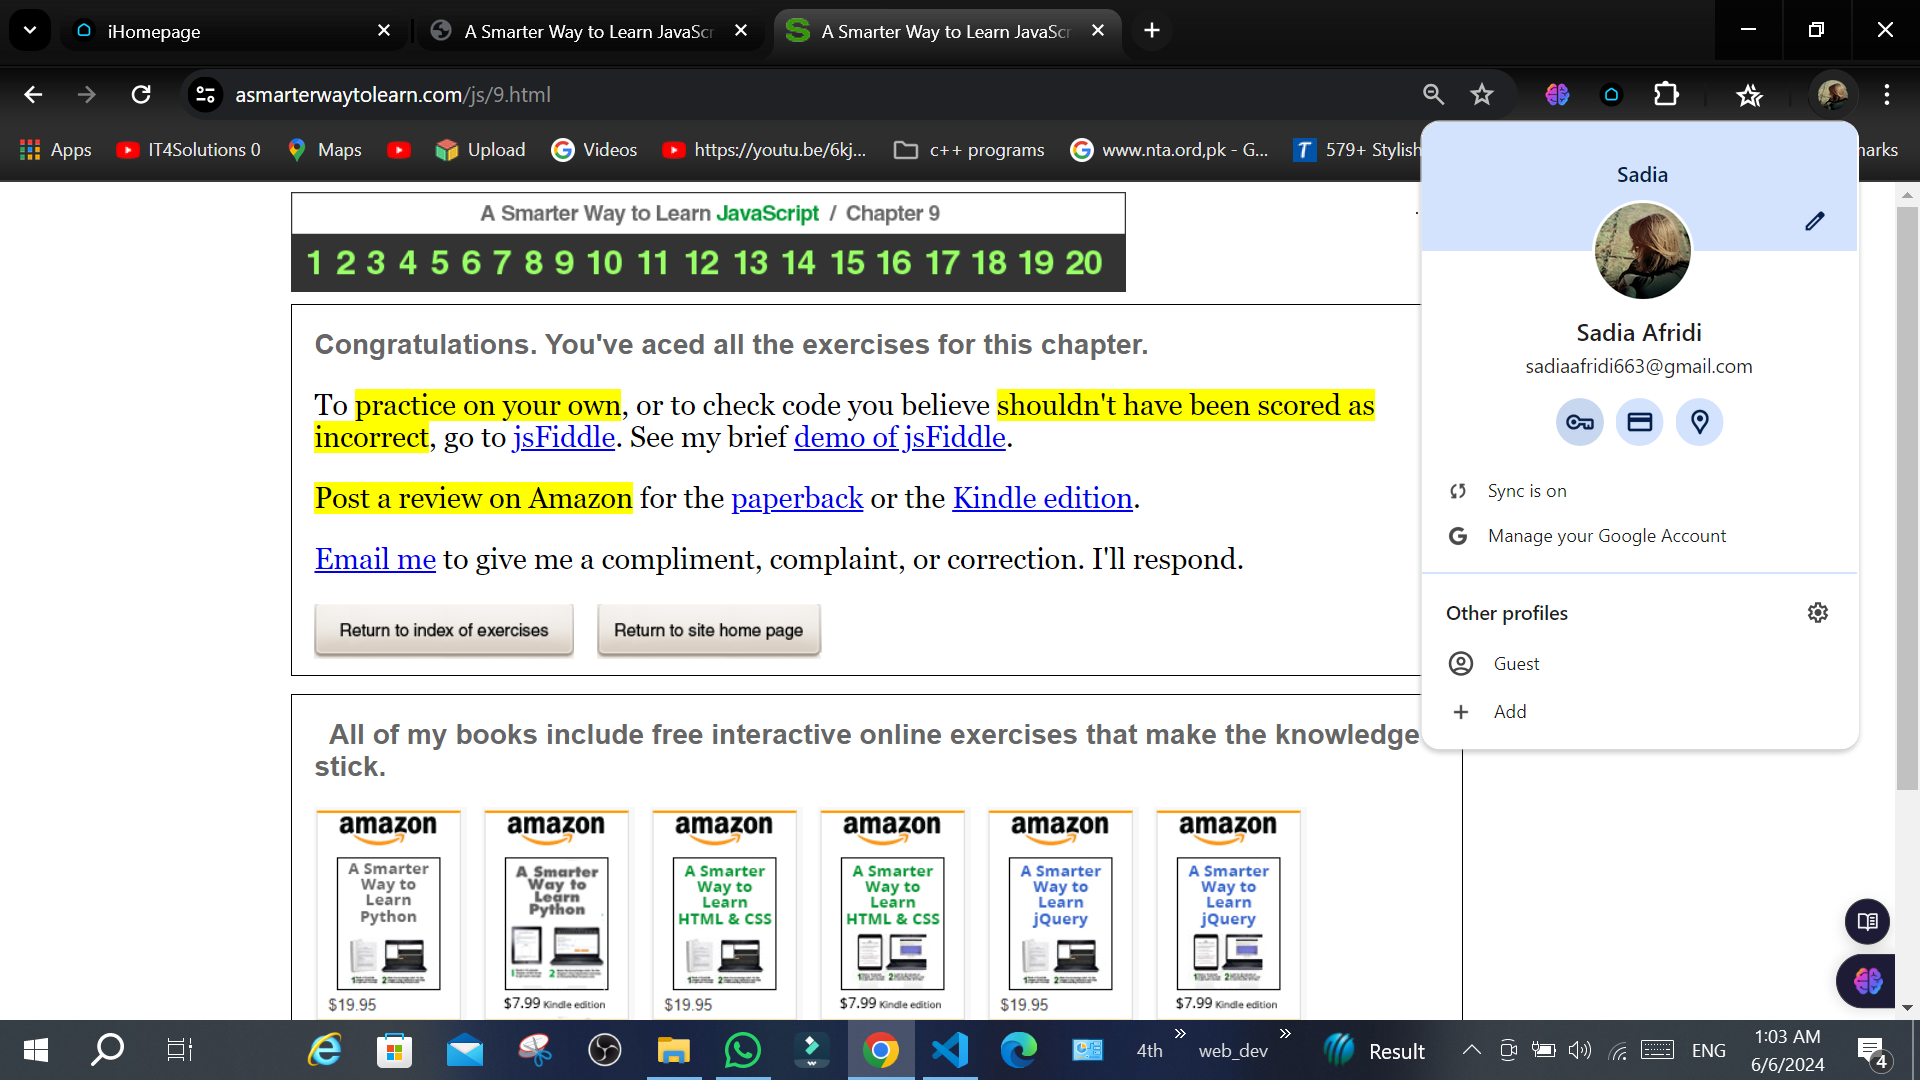 iHomepage
A Smarter Way to Learn JavaScr
A Smarter Way to Learn JavaScr
asmarterwaytolearn.com/js/9.html
Apps
IT4Solutions 0
Maps
Upload
Videos
https://youtu.be/6kj...
c++ programs
www.nta.ord,pk - G...
579+ Stylish
narks
A Smarter Way to Learn JavaScript / Chapter 9
1 2 3 4 5 6 7 8 9 10 11 12 13 14 15 16 17 18 19 20
Congratulations. You've aced all the exercises for this chapter.
To practice on your own, or to check code you believe shouldn't have been scored as
incorrect, go to jsFiddle. See my brief demo of jsFiddle.
Post a review on Amazon for the paperback or the Kindle edition.
Email me to give me a compliment, complaint, or correction. I'll respond.
Return to index of exercises
Return to site home page
All of my books include free interactive online exercises that make the knowledge
stick.
amazon
A Smarter
Way to
Learn
Python
$19.95
amazon
A Smarter
Way to
Learn
Python
$7.99 Kindle edition
amazon
A Smarter
Way to
Learn
HTML & CSS
$19.95
amazon
A Smarter
Way to
Learn
HTML & CSS
$7.99 Kindle edition
amazon
A Smarter
Way to
Learn
jQuery
$19.95
amazon
A Smarter
Way to
Learn
jQuery
$7.99 Kindle edition
Sadia
Sadia Afridi
sadiaafridi663@gmail.com
Sync is on
Manage your Google Account
Other profiles
Guest
Add
4th
web_dev
Result
ENG
1:03 AM
6/6/2024
4